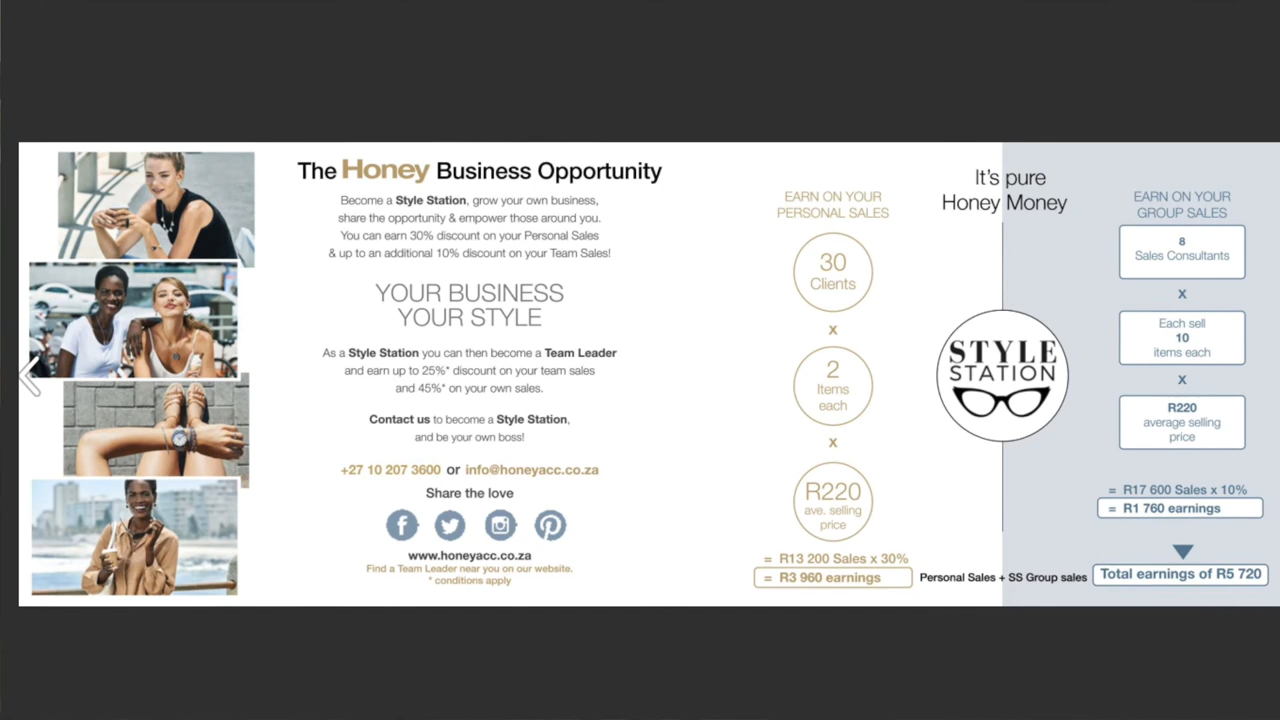 The Honey Business Opportunity
Become a Style Station, grow your own business,
share the opportunity & empower those around you.
You can earn 30% discount on your Personal Sales
& up to an additional 10% discount on your Team Sales!
YOUR BUSINESS
YOUR STYLE
As a Style Station you can then become a Team Leader
and earn up to 25%* discount on your team sales
and 45%* on your own sales.
Contact us to become a Style Station,
and be your own boss!
+27 10 207 3600 or info@honeyacc.co.za
Share the love
www.honeyacc.co.za
Find a Team Leader near you on our website.
* conditions apply
It's pure
Honey Money
EARN ON YOUR
PERSONAL SALES
30
Clients
x
2
Items
each
x
R220
ave. selling
price
= R13 200 Sales x 30%
= R3 960 earnings
STYLE
STATION
Personal Sales + SS Group sales
EARN ON YOUR
GROUP SALES
8
Sales Consultants
x
Each sell
10
items each
x
R220
average selling
price
= R17 600 Sales x 10%
= R1 760 earnings
Total earnings of R5 720